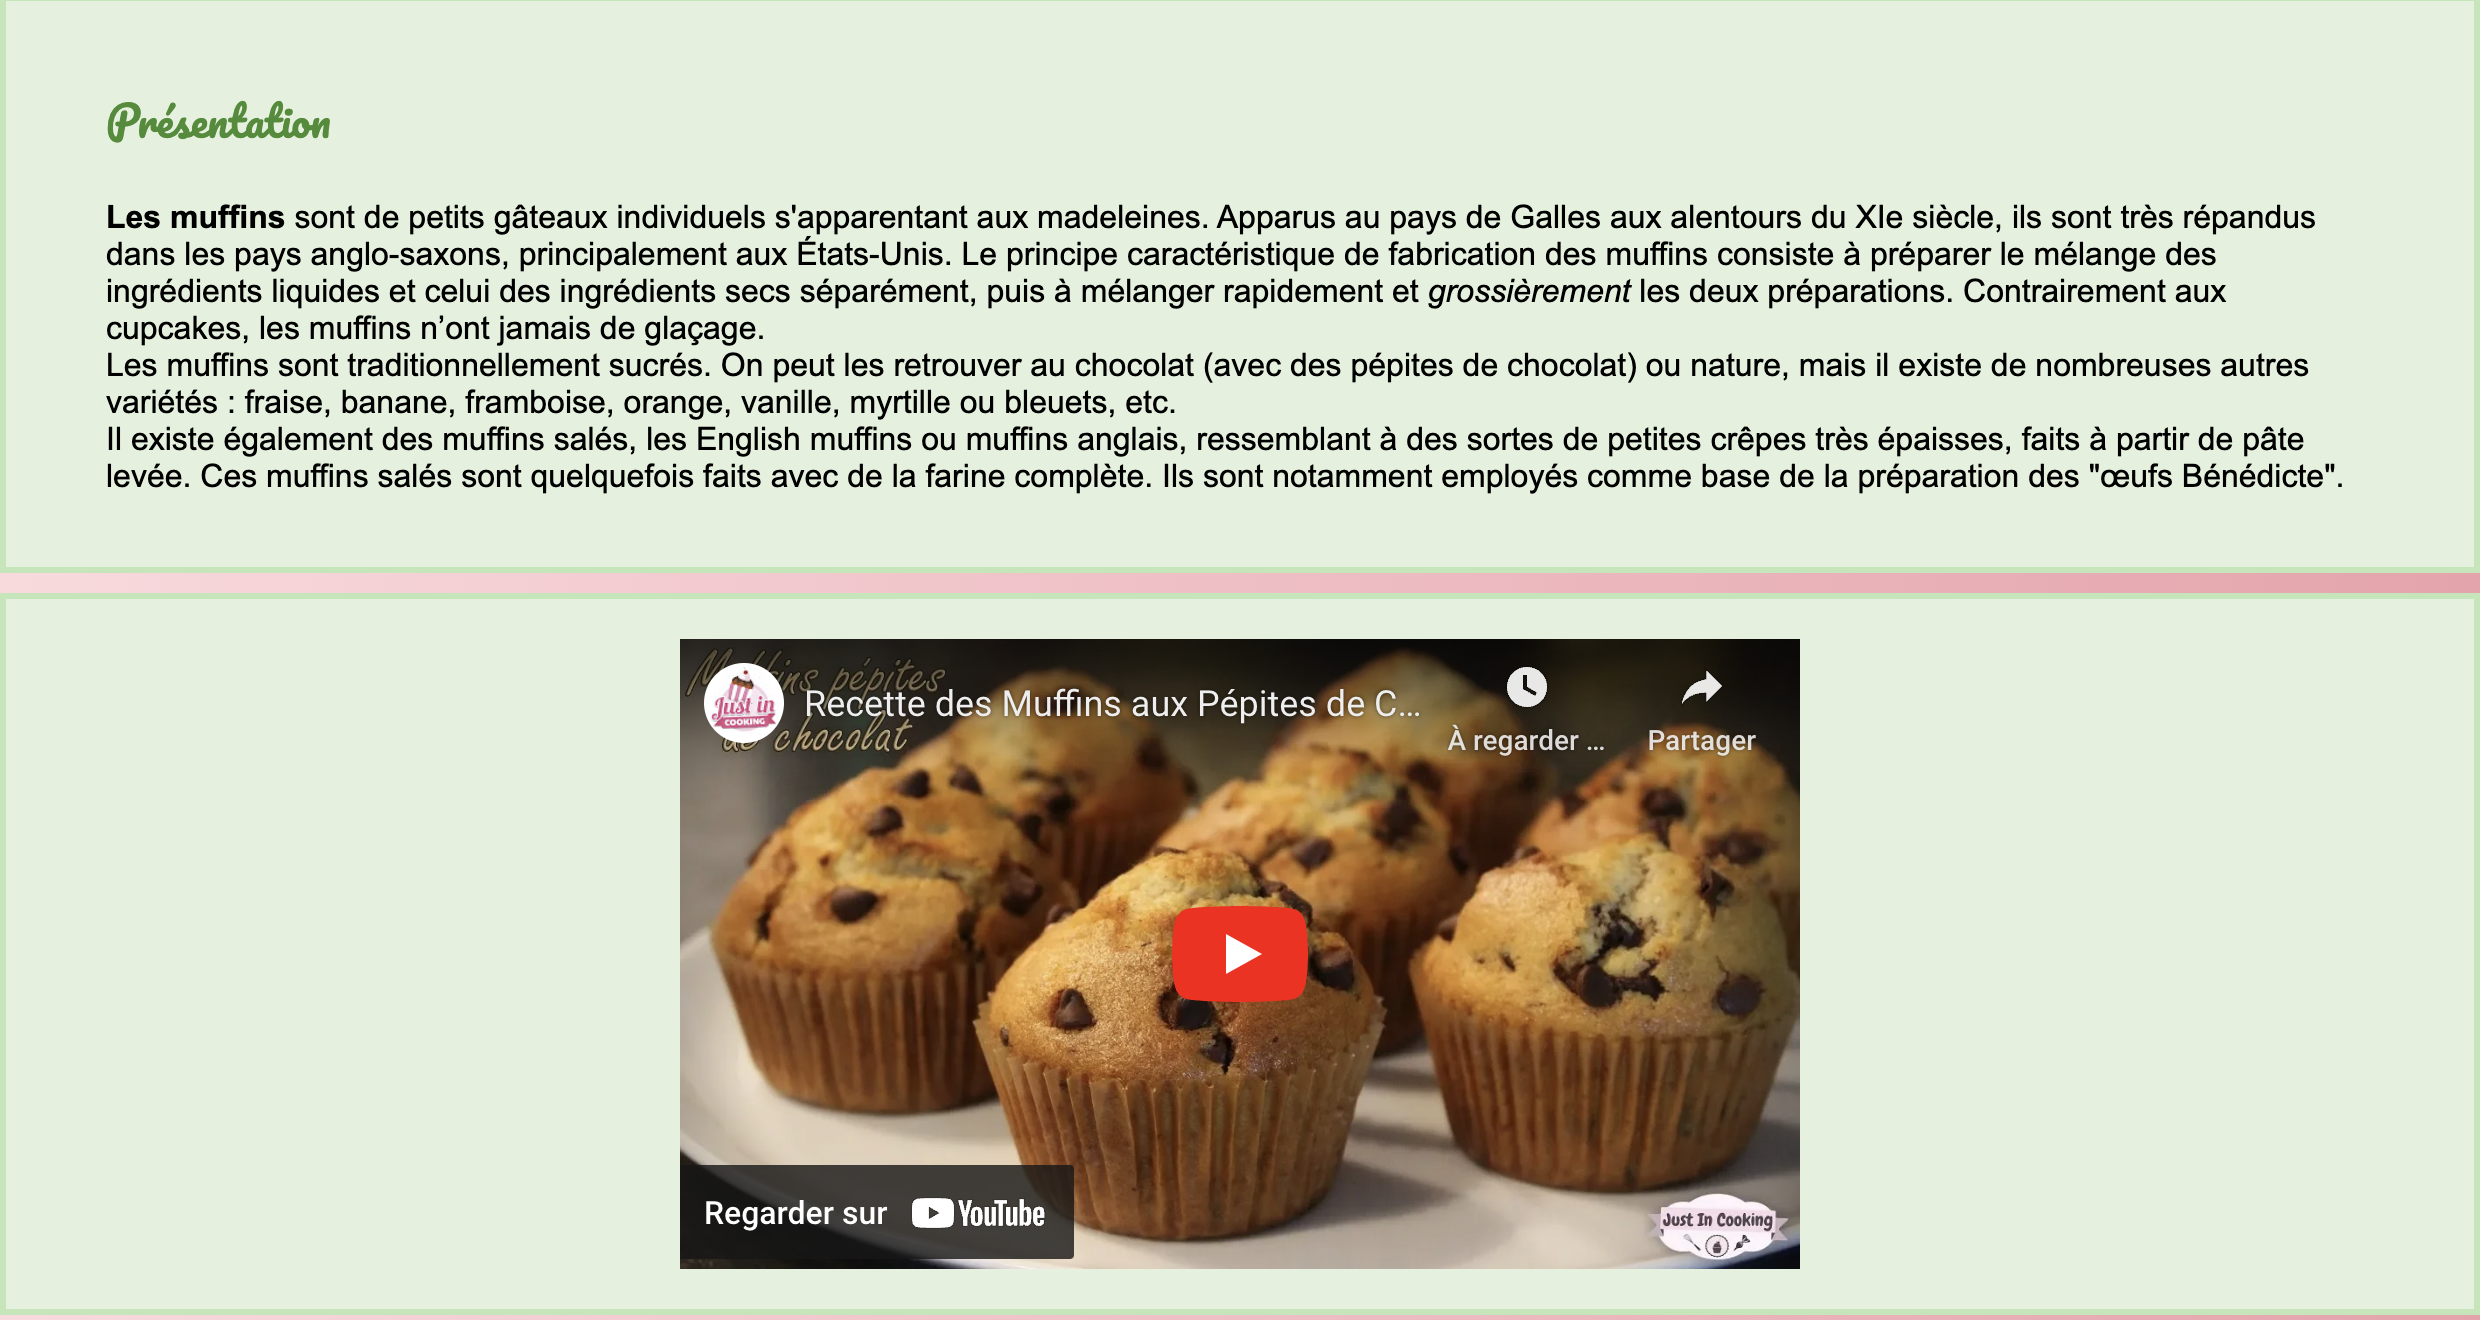 Présentation
Les muffins sont de petits gâteaux individuels s'apparentant aux madeleines. Apparus au pays de Galles aux alentours du XIe siècle, ils sont très répandus
dans les pays anglo-saxons, principalement aux États-Unis. Le principe caractéristique de fabrication des muffins consiste à préparer le mélange des
ingrédients liquides et celui des ingrédients secs séparément, puis à mélanger rapidement et grossièrement les deux préparations. Contrairement aux
cupcakes, les muffins n’ont jamais de glaçage.
Les muffins sont traditionnellement sucrés. On peut les retrouver au chocolat (avec des pépites de chocolat) ou nature, mais il existe de nombreuses autres
variétés : fraise, banane, framboise, orange, vanille, myrtille ou bleuets, etc.
Il existe également des muffins salés, les English muffins ou muffins anglais, ressemblant à des sortes de petites crêpes très épaisses, faits à partir de pâte
levée. Ces muffins salés sont quelquefois faits avec de la farine complète. Ils sont notamment employés comme base de la préparation des "œufs Bénédicte".
pépites
Just in
COOKING
Recette des Muffins aux Pépites de C...
de chocolat
À regarder ...
Partager
Regarder sur YouTube
Just In Cooking